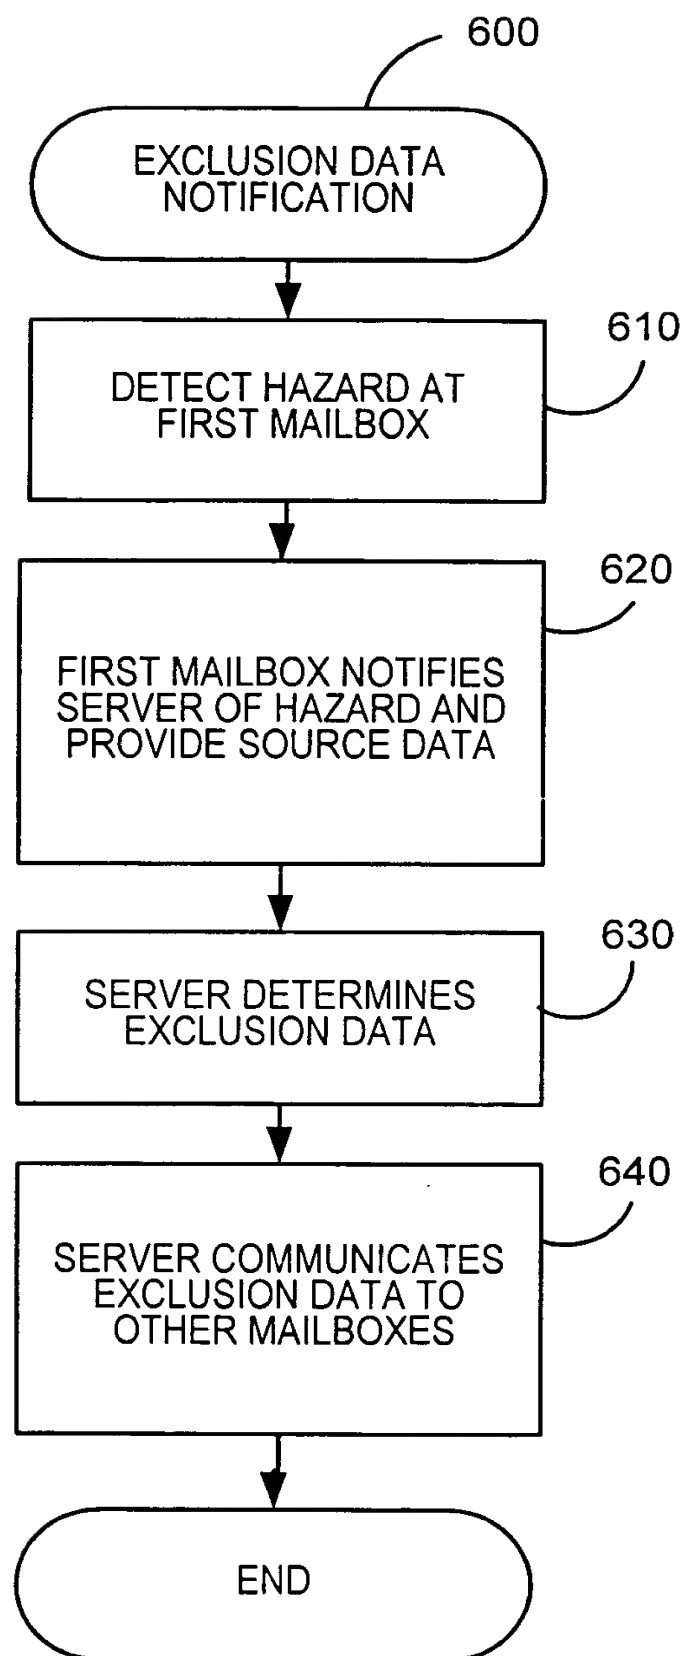 600
EXCLUSION DATA
NOTIFICATION
610
DETECT HAZARD AT
FIRST MAILBOX
620
FIRST MAILBOX NOTIFIES
SERVER OF HAZARD AND
PROVIDE SOURCE DATA
630
SERVER DETERMINES
EXCLUSION DATA
640
SERVER COMMUNICATES
EXCLUSION DATA TO
OTHER MAILBOXES
END